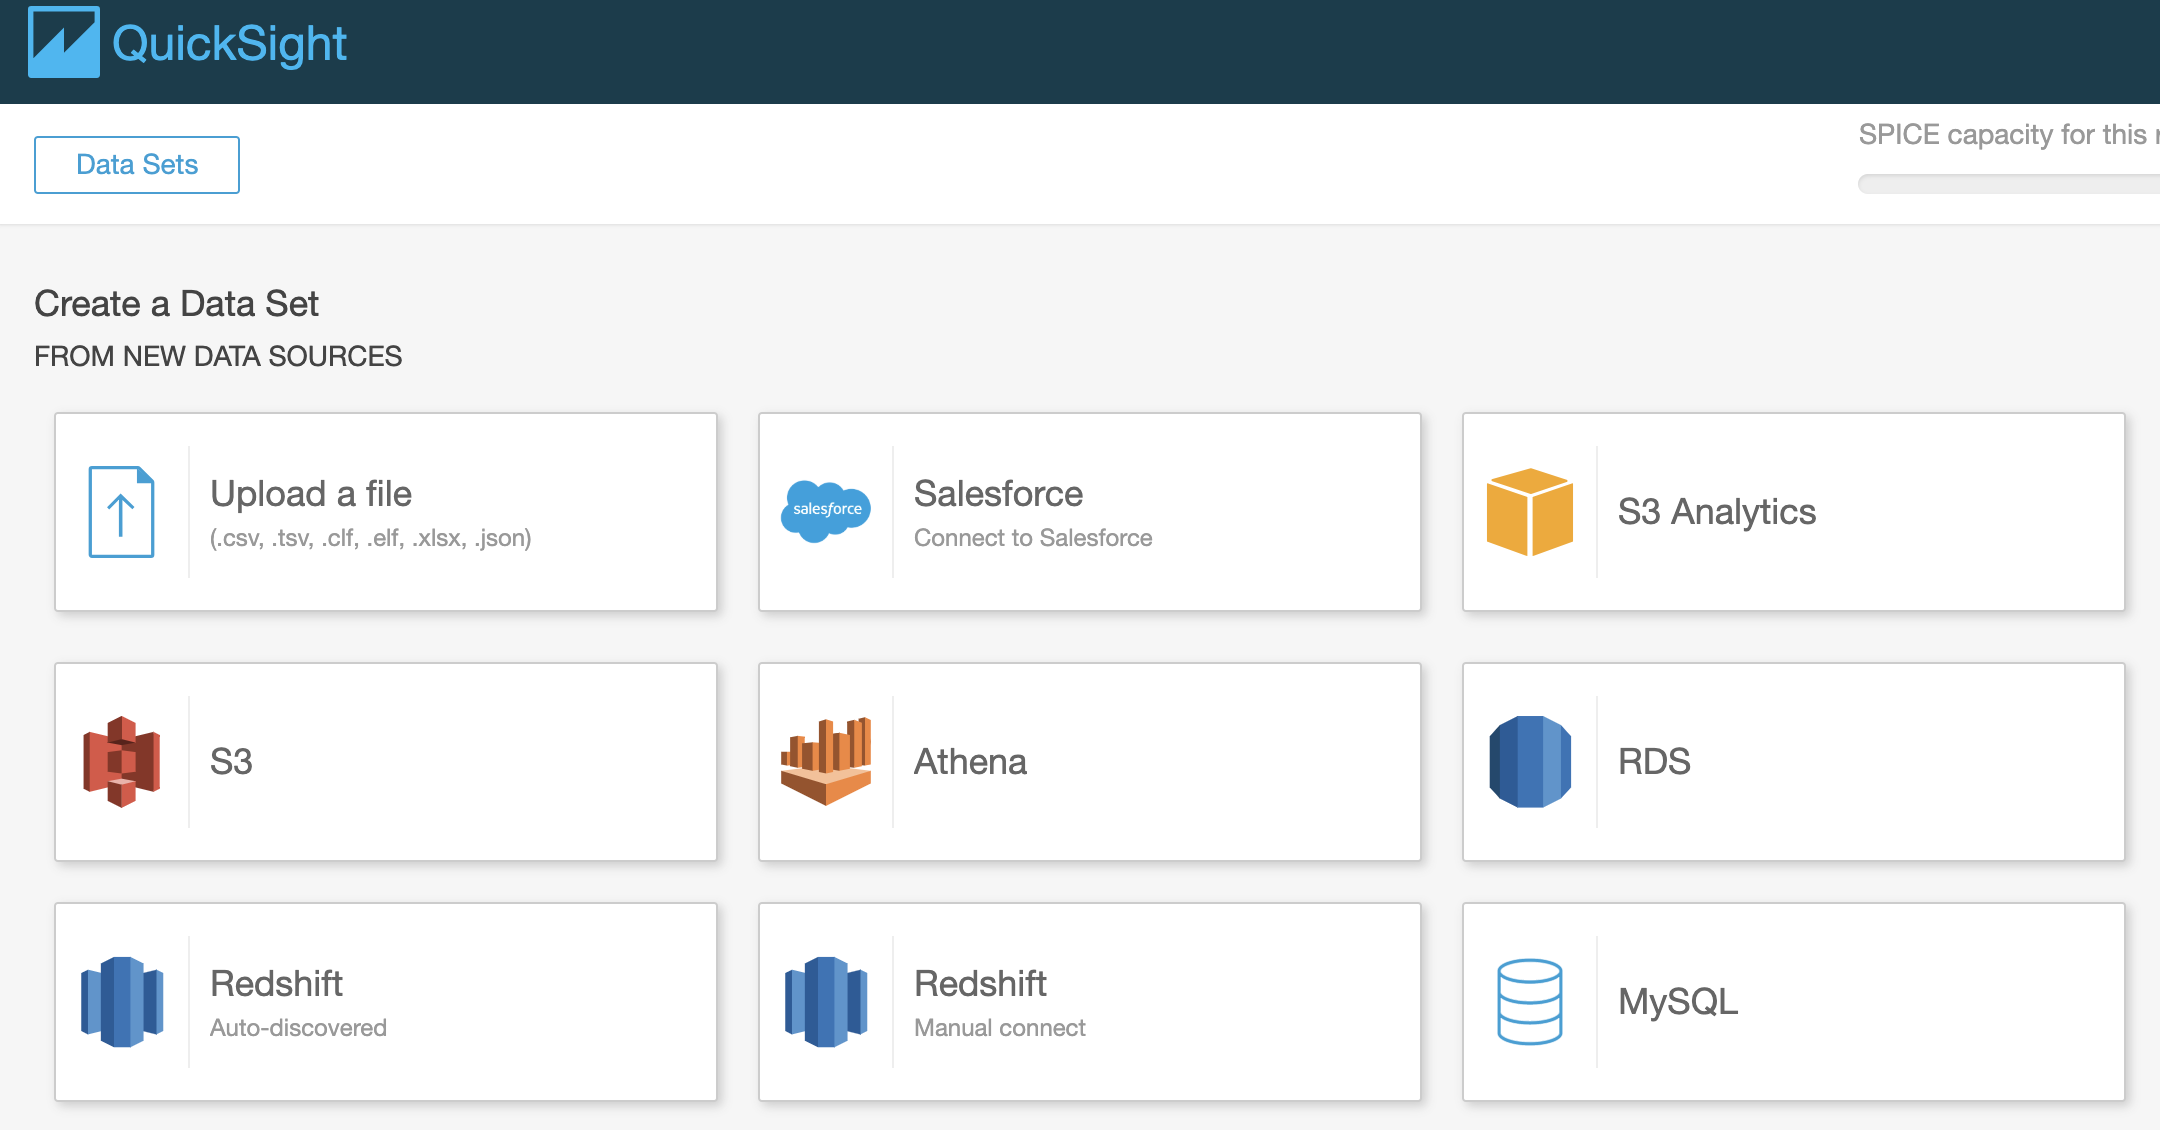 QuickSight
Data Sets
SPICE capacity for this
Create a Data Set
FROM NEW DATA SOURCES
Upload a file
(.csv, .tsv, .clf, .elf, .xlsx, .json)
salesforce
Salesforce
Connect to Salesforce
S3 Analytics
S3
Athena
RDS
Redshift
Auto-discovered
Redshift
Manual connect
MySQL